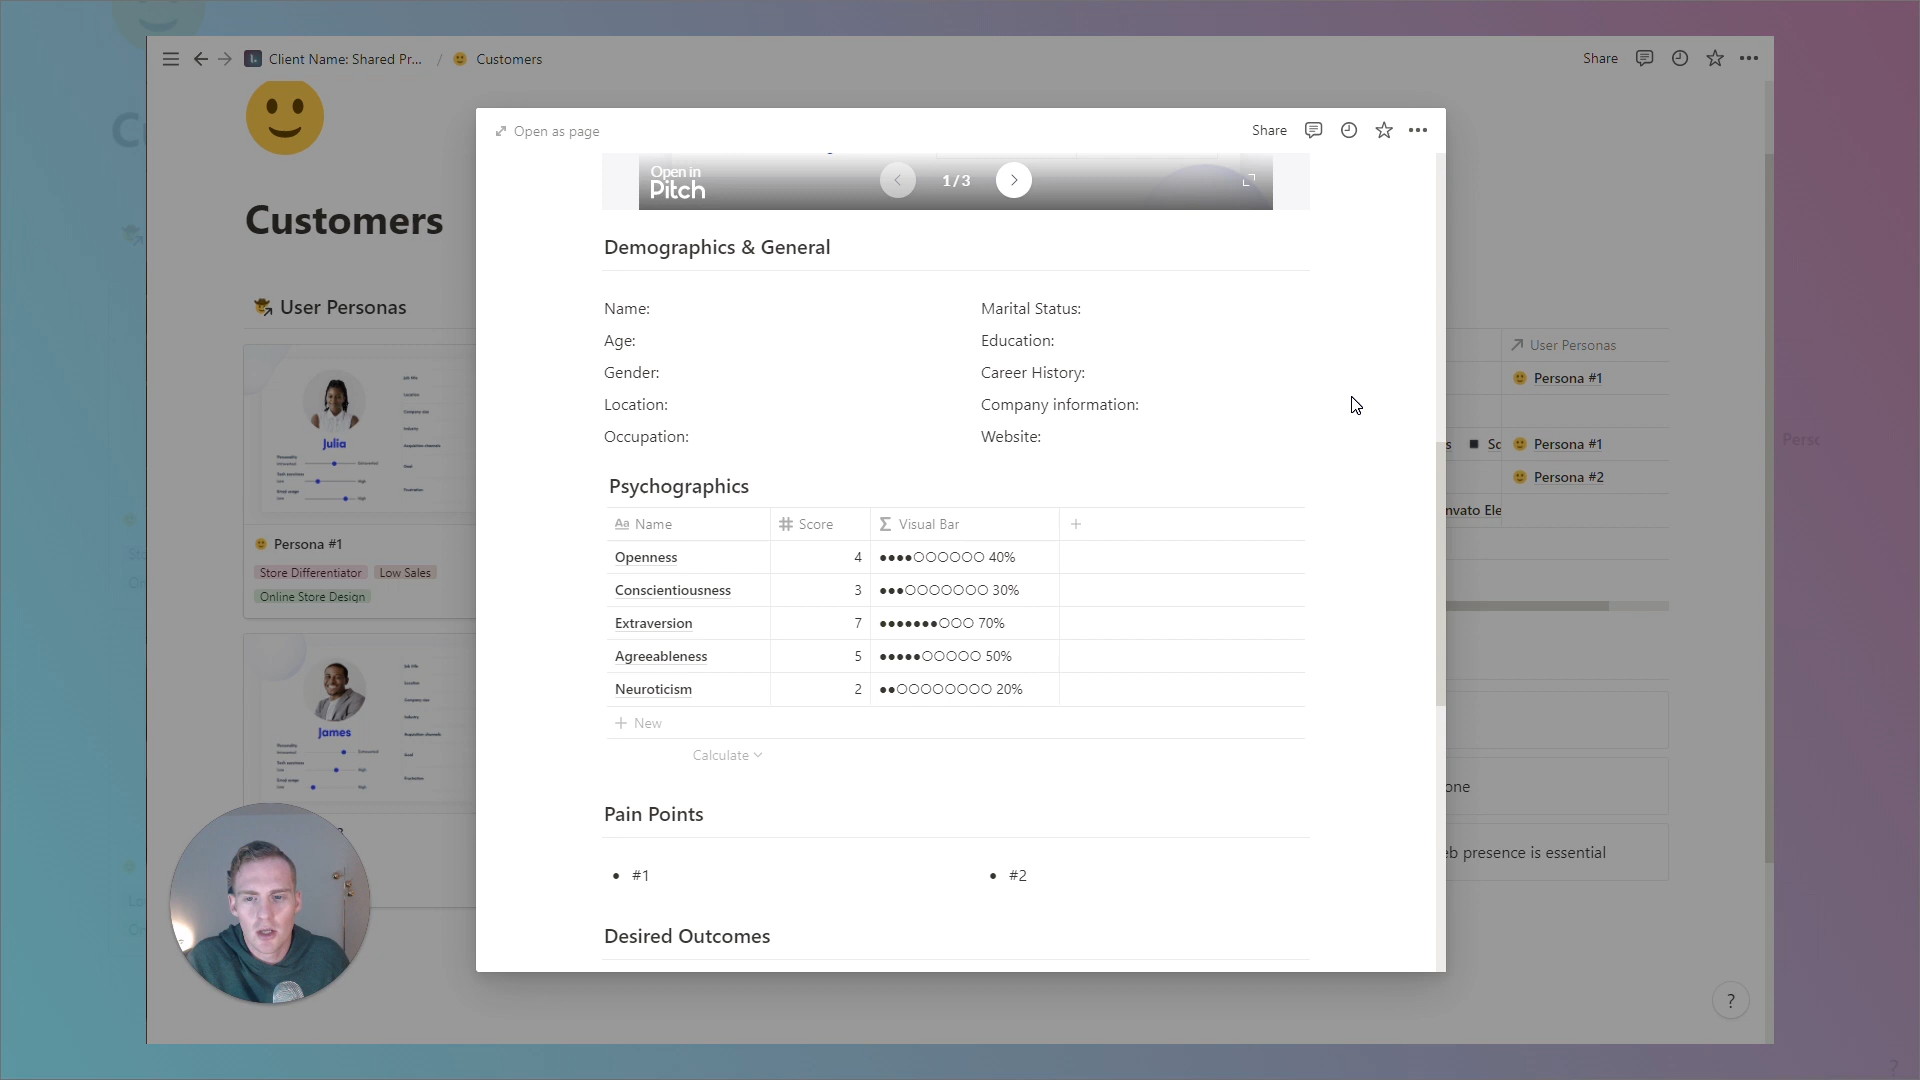 Client Name: Shared Pr... / Customers
Share
Customers
User Personas
Julia
Persona #1
Store Differentiator Low Sales
Online Store Design
James
Open as page
Share
Open in
Pitch
1/3
Demographics & General
Name:
Age:
Gender:
Location:
Occupation:
Marital Status:
Education:
Career History:
Company information:
Website:
Psychographics
Aa Name # Score Σ Visual Bar +
Openness 4 ●●●●○○○○○○ 40%
Conscientiousness 3 ●●●○○○○○○○ 30%
Extraversion 7 ●●●●●●●○○○ 70%
Agreeableness 5 ●●●●●○○○○○ 50%
Neuroticism 2 ●●○○○○○○○○ 20%
+ New
Calculate
Pain Points
• #1
• #2
Desired Outcomes
User Personas
Persona #1
s Sc Persona #1
Persona #2
nvato Ele
one
eb presence is essential
?